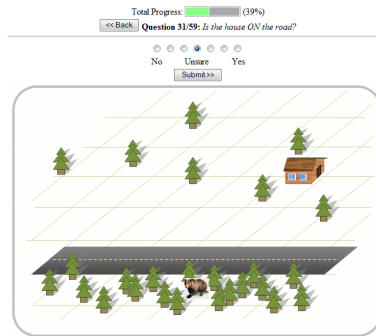 Total Progress: (39%)
<< Back Question 31/59: Is the house ON the road?
No Unsure Yes
Submit >>